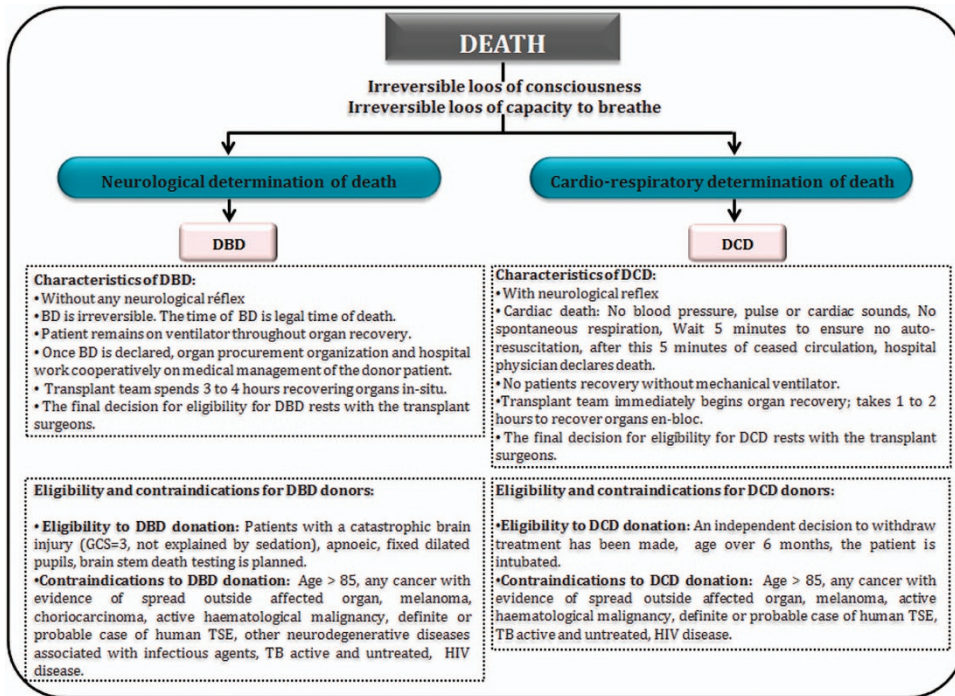 DEATH
Irreversible loos of consciousness
Irreversible loos of capacity to breathe
Neurological determination of death
DBD
Characteristics of DBD:
• Without any neurological réflex
• BD is irreversible. The time of BD is legal time of death.
• Patient remains on ventilator throughout organ recovery.
• Once BD is declared, organ procurement organization and hospital
work cooperatively on medical management of the donor patient.
• Transplant team spends 3 to 4 hours recovering organs in-situ.
• The final decision for eligibility for DBD rests with the transplant
surgeons.
Eligibility and contraindications for DBD donors:
• Eligibility to DBD donation: Patients with a catastrophic brain
injury (GCS=3, not explained by sedation), apnoeic, fixed dilated
pupils, brain stem death testing is planned.
• Contraindications to DBD donation: Age > 85, any cancer with
evidence of spread outside affected organ, melanoma,
choriocarcinoma, active haematological malignancy, definite or
probable case of human TSE, other neurodegenerative diseases
associated with infectious agents, TB active and untreated, HIV
disease.
Cardio-respiratory determination of death
DCD
Characteristics of DCD:
• With neurological reflex
• Cardiac death: No blood pressure, pulse or cardiac sounds, No
spontaneous respiration, Wait 5 minutes to ensure no auto-
resuscitation, after this 5 minutes of ceased circulation, hospital
physician declares death.
• No patients recovery without mechanical ventilator.
• Transplant team immediately begins organ recovery; takes 1 to 2
hours to recover organs en-bloc.
• The final decision for eligibility for DCD rests with the transplant
surgeons.
Eligibility and contraindications for DCD donors:
• Eligibility to DCD donation: An independent decision to withdraw
treatment has been made, age over 6 months, the patient is
intubated.
• Contraindications to DCD donation: Age > 85, any cancer with
evidence of spread outside affected organ, melanoma, active
haematological malignancy, definite or probable case of human TSE,
TB active and untreated, HIV disease.